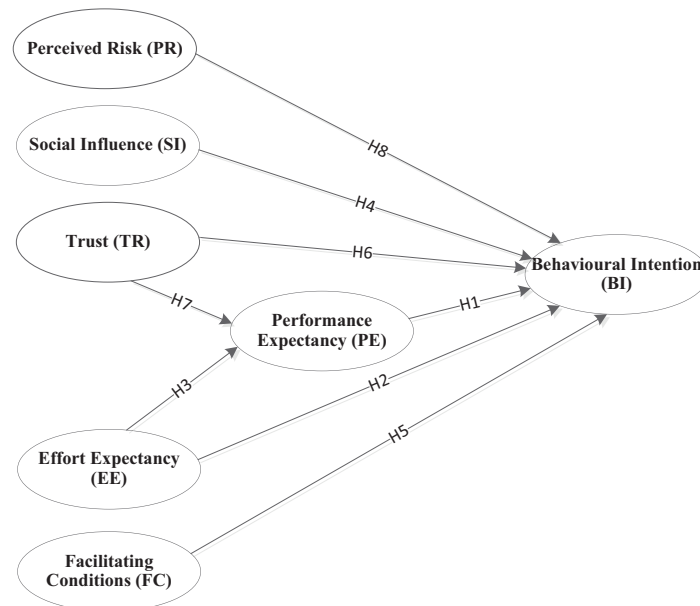 Perceived Risk (PR)
H8
Social Influence (SI)
H4
Trust (TR)
H6
Behavioural Intention
(BI)
H7
H1
Performance
Expectancy (PE)
H3
H2
H5
Effort Expectancy
(EE)
Facilitating
Conditions (FC)